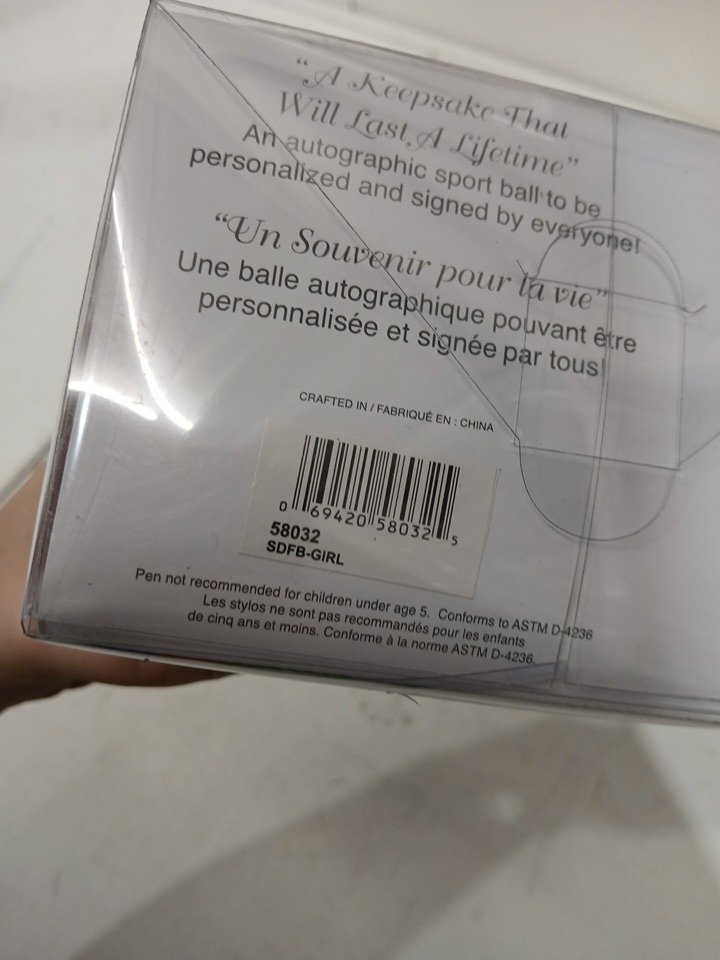 “A Keepsake That
Will Last A Lifetime”
An autographic sport ball to be
personalized and signed by everyone!
“Un Souvenir pour la vie”
Une balle autographique pouvant être
personnalisée et signée par tous!
CRAFTED IN / FABRIQUÉ EN : CHINA
0 69420 58032 5
58032
SDFB-GIRL
Pen not recommended for children under age 5. Conforms to ASTM D-4236
Les stylos ne sont pas recommandés pour les enfants
de cinq ans et moins. Conforme à la norme ASTM D-4236.